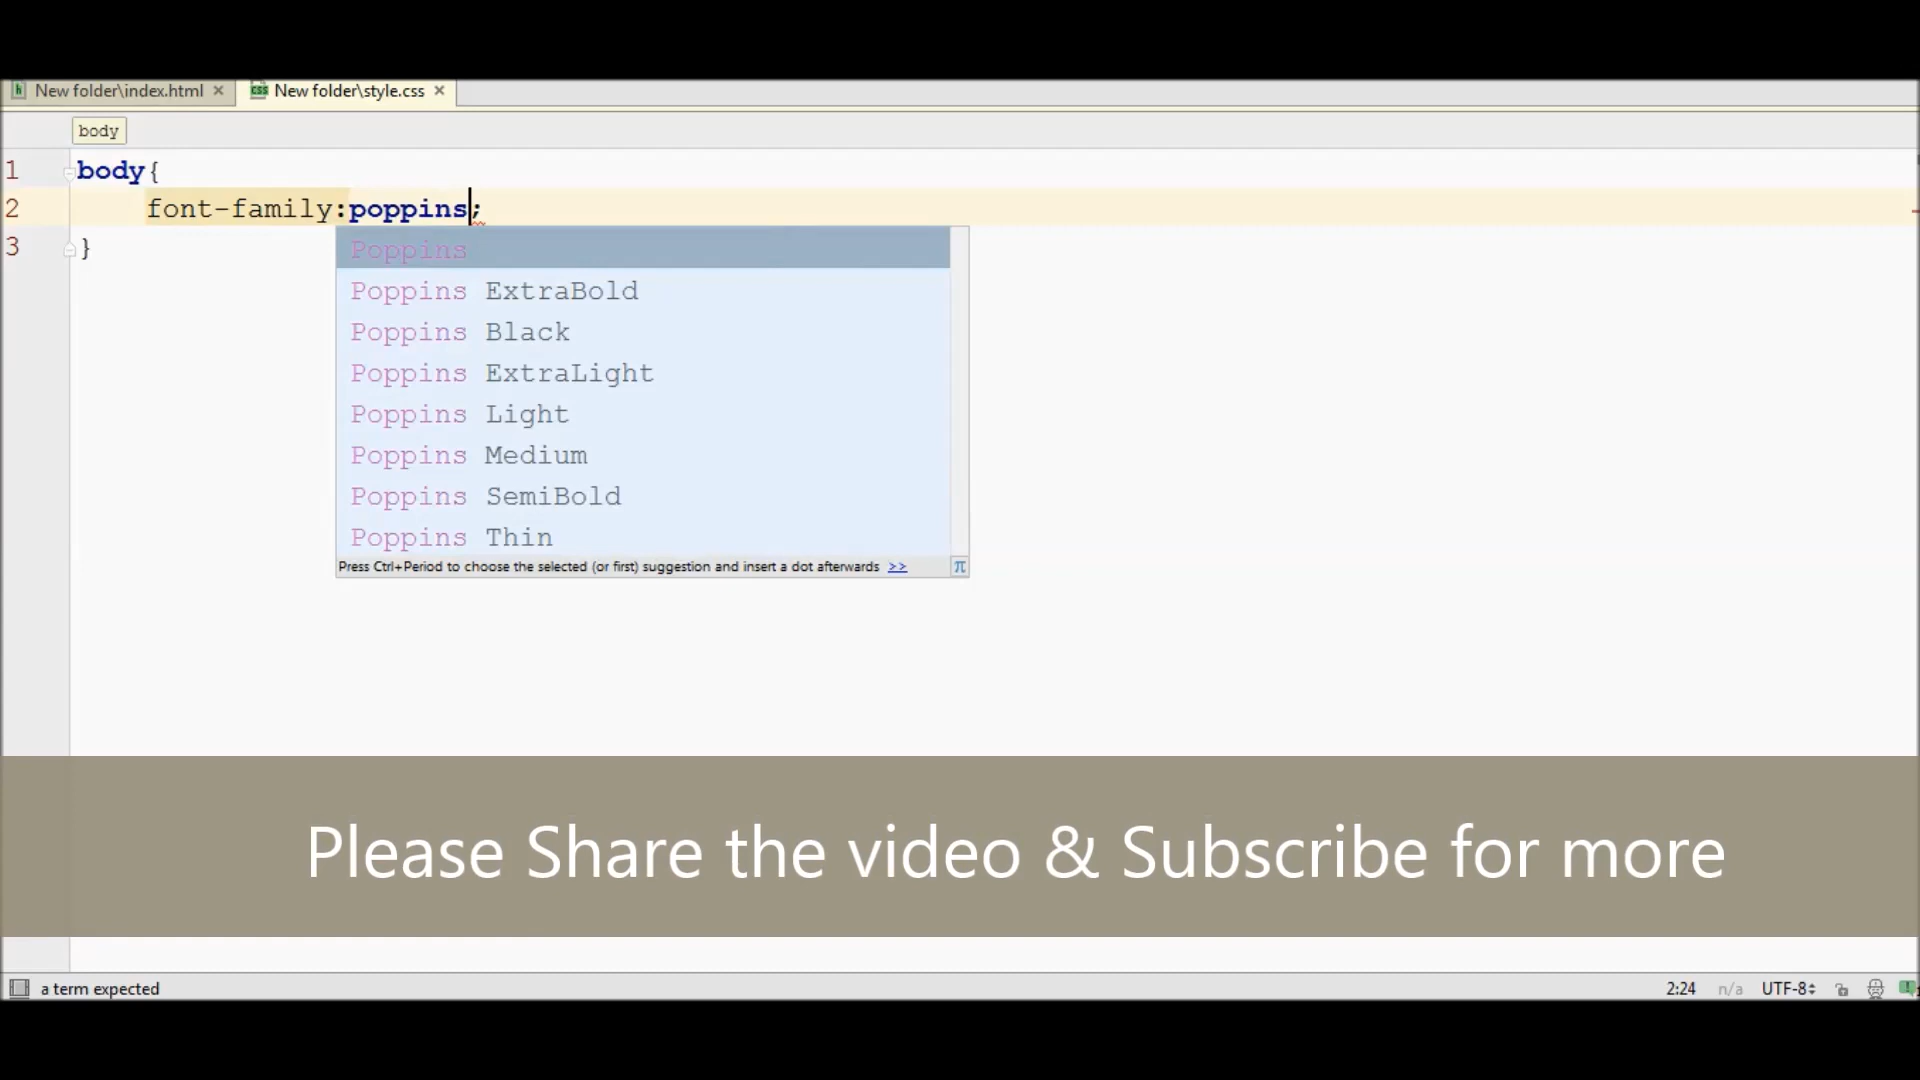 New folder\index.html
New folder\style.css
body
1 body{
2 font-family:poppins;
3 }
Poppins
Poppins ExtraBold
Poppins Black
Poppins ExtraLight
Poppins Light
Poppins Medium
Poppins SemiBold
Poppins Thin
Press Ctrl+Period to choose the selected (or first) suggestion and insert a dot afterwards >> π
Please Share the video & Subscribe for more
a term expected
2:24 n/a UTF-8